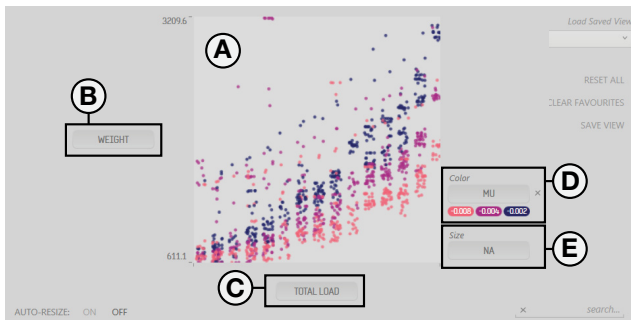 3209.6
Load Saved View
A
B
RESET ALL
CLEAR FAVOURITES
SAVE VIEW
WEIGHT
Color
MU
×
D
-0.008 -0.004 -0.002
Size
NA
E
611.1
C
TOTAL LOAD
AUTO-RESIZE: ON OFF
× search...